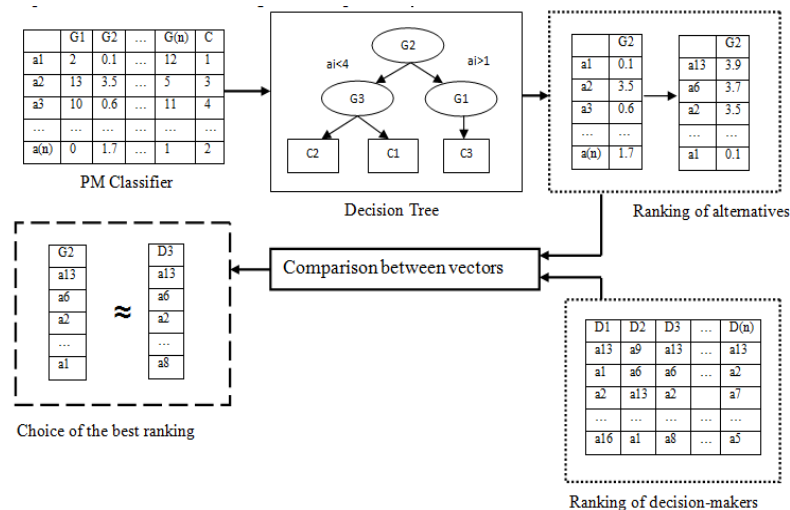 G1 G2 ... G(n) C
a1 2 0.1 ... 12 1
a2 13 3.5 ... 5 3
a3 10 0.6 ... 11 4
... ... ... ... ... ...
a(n) 0 1.7 ... 1 2
PM Classifier
G2
ai<4
ai>1
G3
G1
C2
C1
C3
Decision Tree
G2
a1 0.1
a2 3.5
a3 0.6
... ...
a(n) 1.7
G2
a13 3.9
a6 3.7
a2 3.5
... ...
a1 0.1
Ranking of alternatives
Comparison between vectors
G2
a13
a6
a2
...
a1
≈
D3
a13
a6
a2
...
a8
Choice of the best ranking
D1 D2 D3 ... D(n)
a13 a9 a13 ... a13
a1 a6 a6 ... a2
a2 a13 a2 a7
... ... ... ... ...
a16 a1 a8 ... a5
Ranking of decision-makers